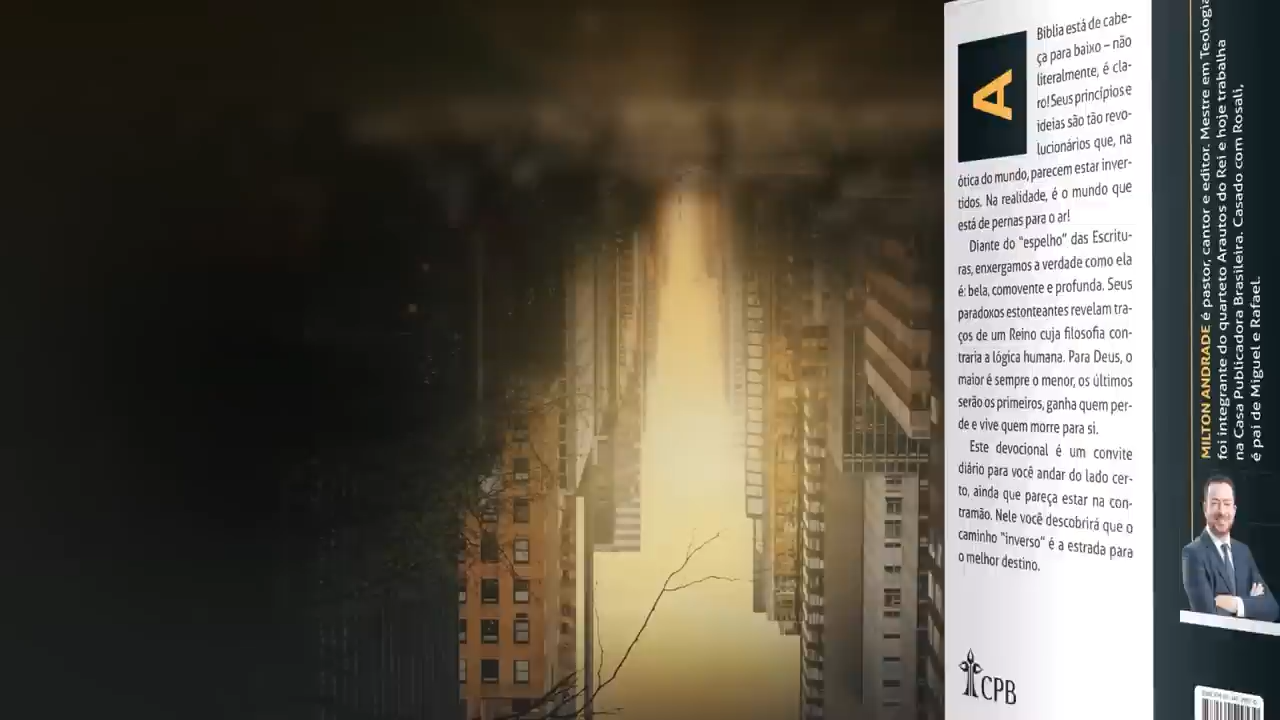 A
Bíblia está de cabe-
ça para baixo – não
literalmente, é cla-
ro! Seus princípios e
ideias são tão revo-
lucionários que, na
ótica do mundo, parecem estar inver-
tidos. Na realidade, é o mundo que
está de pernas para o ar!
Diante do "espelho" das Escritu-
ras, enxergamos a verdade como ela
é: bela, comovente e profunda. Seus
paradoxos estonteantes revelam tra-
ços de um Reino cuja filosofia con-
traria a lógica humana. Para Deus, o
maior é sempre o menor, os últimos
serão os primeiros, ganha quem per-
de e vive quem morre para si.
Este devocional é um convite
diário para você andar do lado cer-
to, ainda que pareça estar na con-
tramão. Nele você descobrirá que o
caminho "inverso" é a estrada para
o melhor destino.
CPB
MILTON ANDRADE é pastor, cantor e editor. Mestre em Teologia
foi integrante do quarteto Arautos do Rei e hoje trabalha
na Casa Publicadora Brasileira. Casado com Rosali,
é pai de Miguel e Rafael.